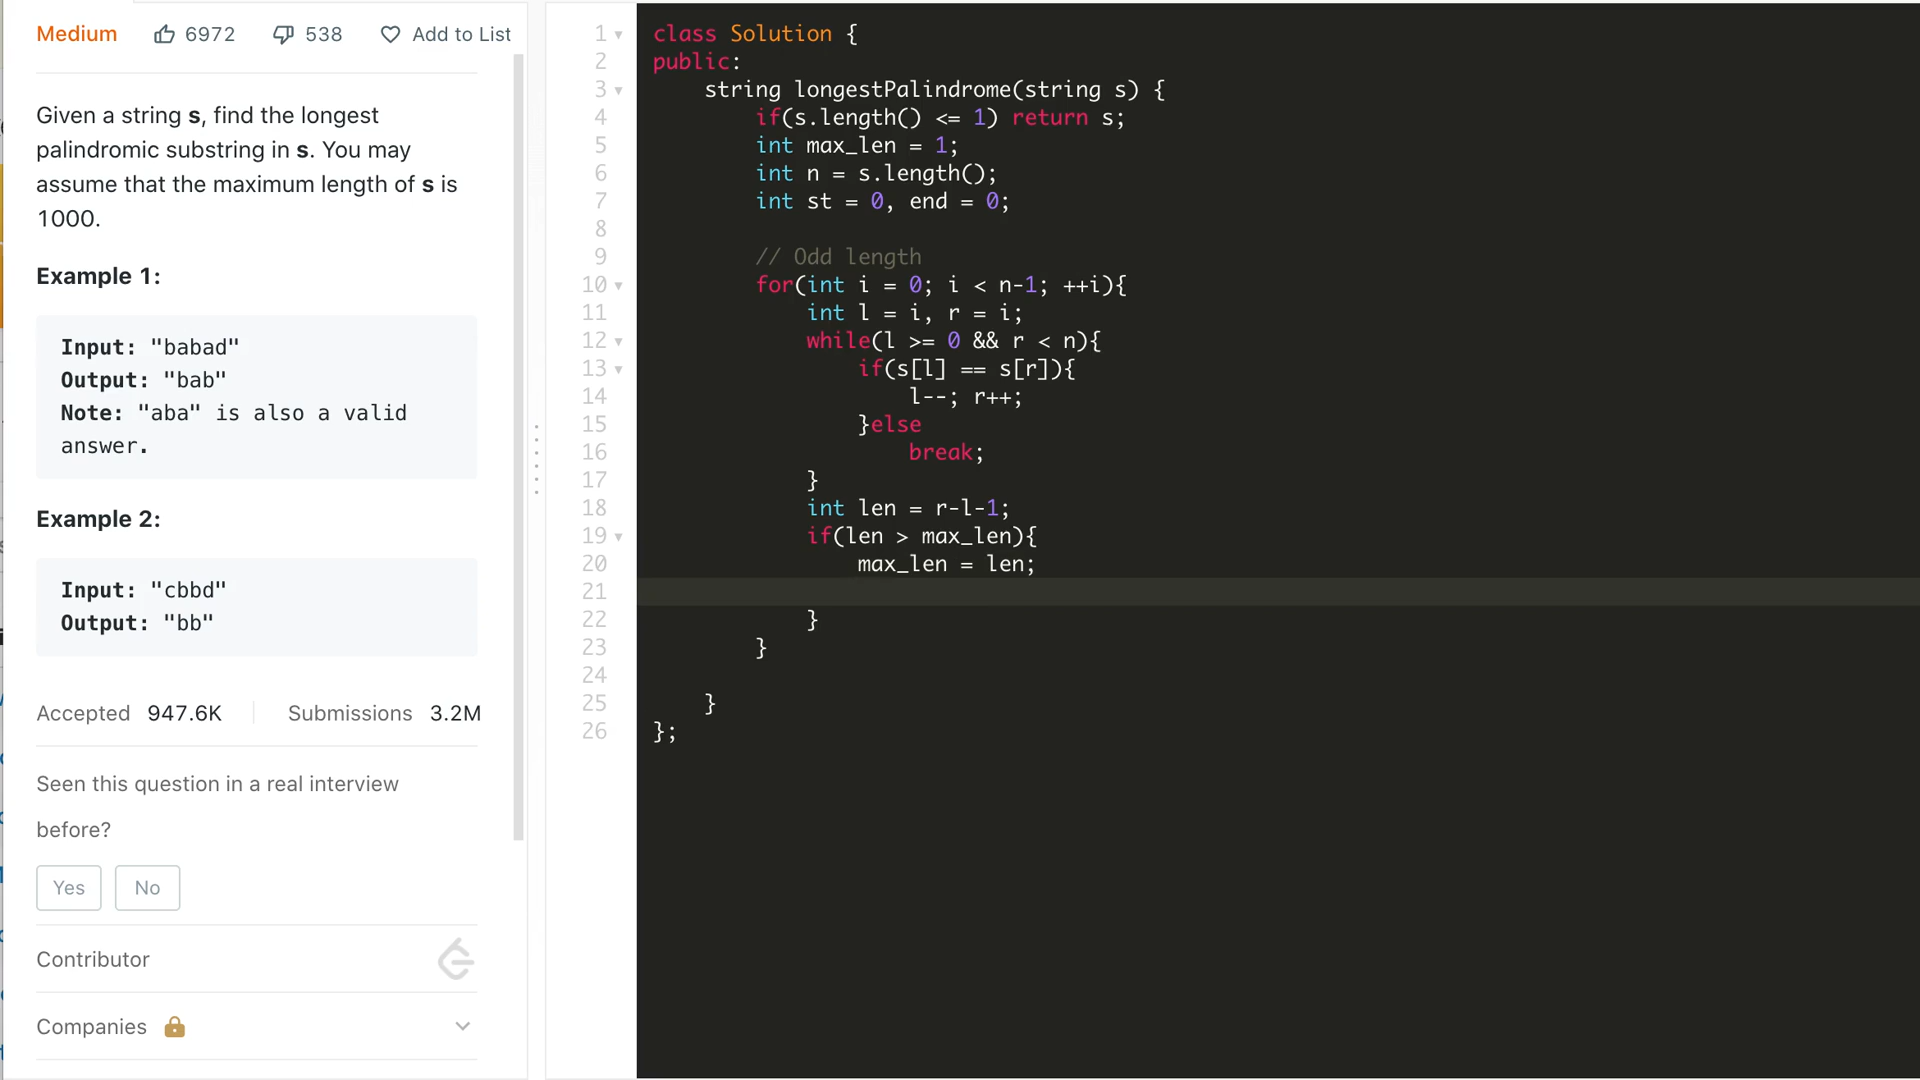 Medium 6972 538 Add to List
Given a string s, find the longest
palindromic substring in s. You may
assume that the maximum length of s is
1000.
Example 1:
Input: "babad"
Output: "bab"
Note: "aba" is also a valid
answer.
Example 2:
Input: "cbbd"
Output: "bb"
Accepted 947.6K Submissions 3.2M
Seen this question in a real interview
before?
Yes No
Contributor
Companies
1 class Solution {
2 public:
3     string longestPalindrome(string s) {
4         if(s.length() <= 1) return s;
5         int max_len = 1;
6         int n = s.length();
7         int st = 0, end = 0;
8
9         // Odd length
10         for(int i = 0; i < n-1; ++i){
11             int l = i, r = i;
12             while(l >= 0 && r < n){
13                 if(s[l] == s[r]){
14                     l--; r++;
15                 }else
16                     break;
17             }
18             int len = r-l-1;
19             if(len > max_len){
20                 max_len = len;
21
22             }
23         }
24
25     }
26 };